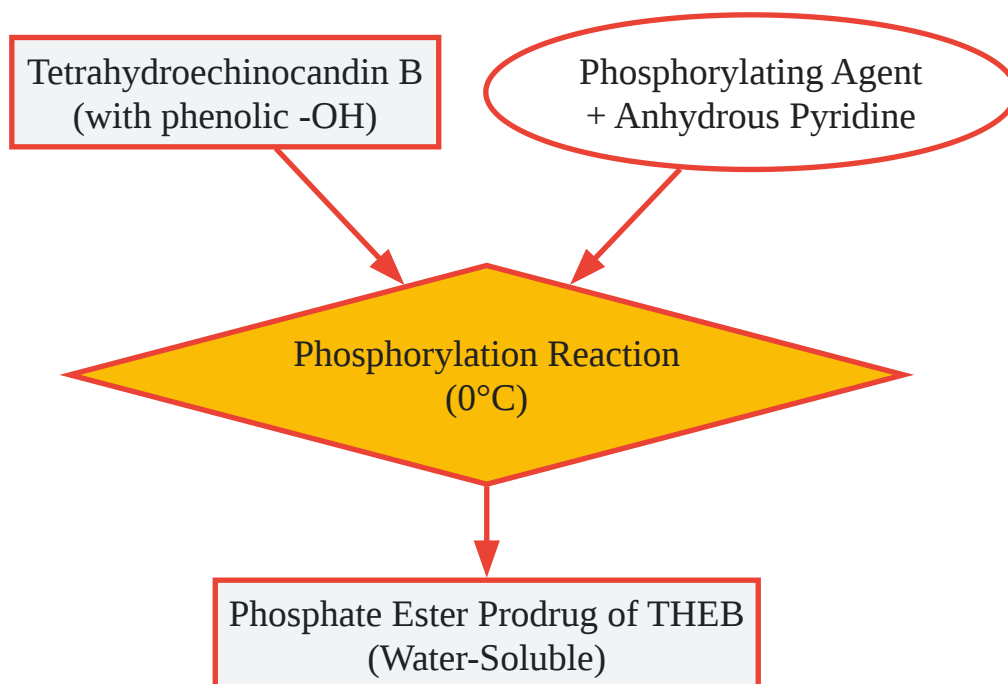 Tetrahydroechinocandin B
(with phenolic -OH)
Phosphorylating Agent
+ Anhydrous Pyridine
Phosphorylation Reaction
(0°C)
Phosphate Ester Prodrug of THEB
(Water-Soluble)